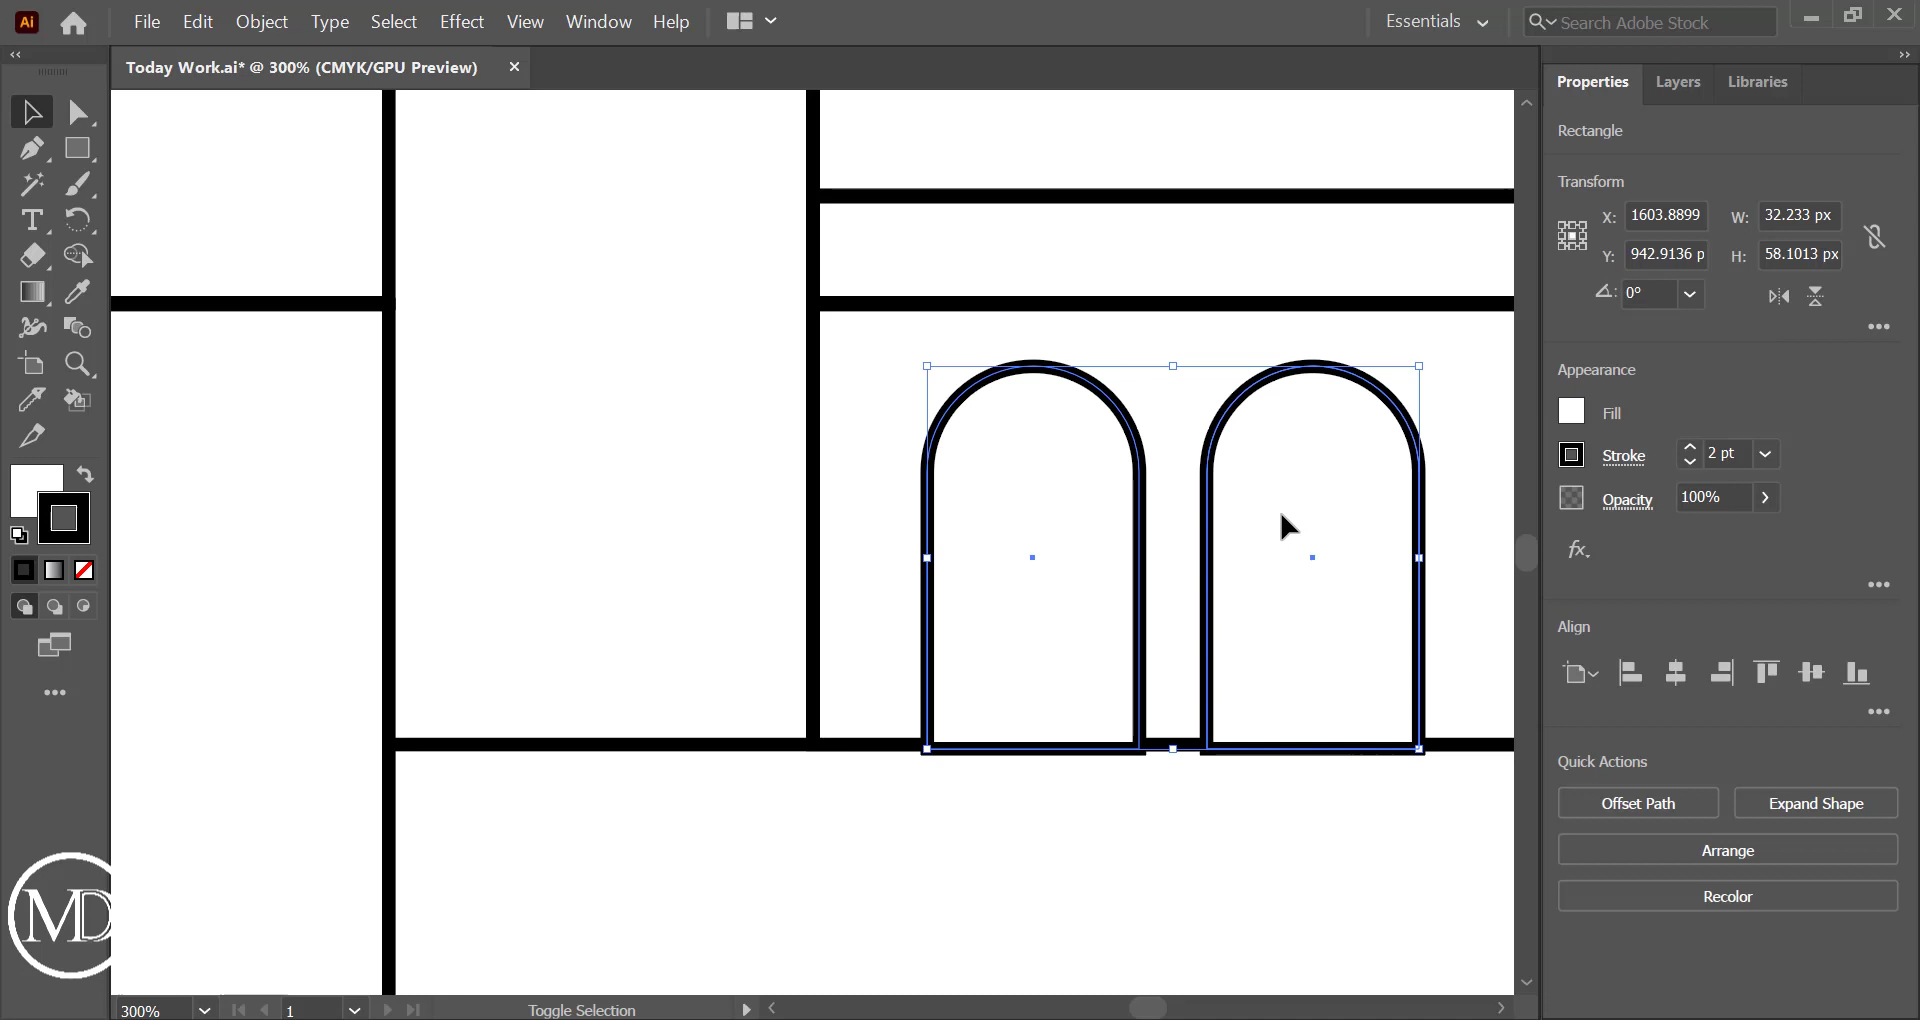 Ai File Edit Object Type Select Effect View Window Help Essentials Search Adobe Stock
Today Work.ai* @ 300% (CMYK/GPU Preview)
Properties Layers Libraries
Rectangle
Transform
X: 1603.8899 W: 32.233 px
Y: 942.9136 p H: 58.1013 px
0°
Appearance
Fill
Stroke 2 pt
Opacity 100%
fx.
Align
Quick Actions
Offset Path Expand Shape
Arrange
Recolor
MD
300% 1 Toggle Selection